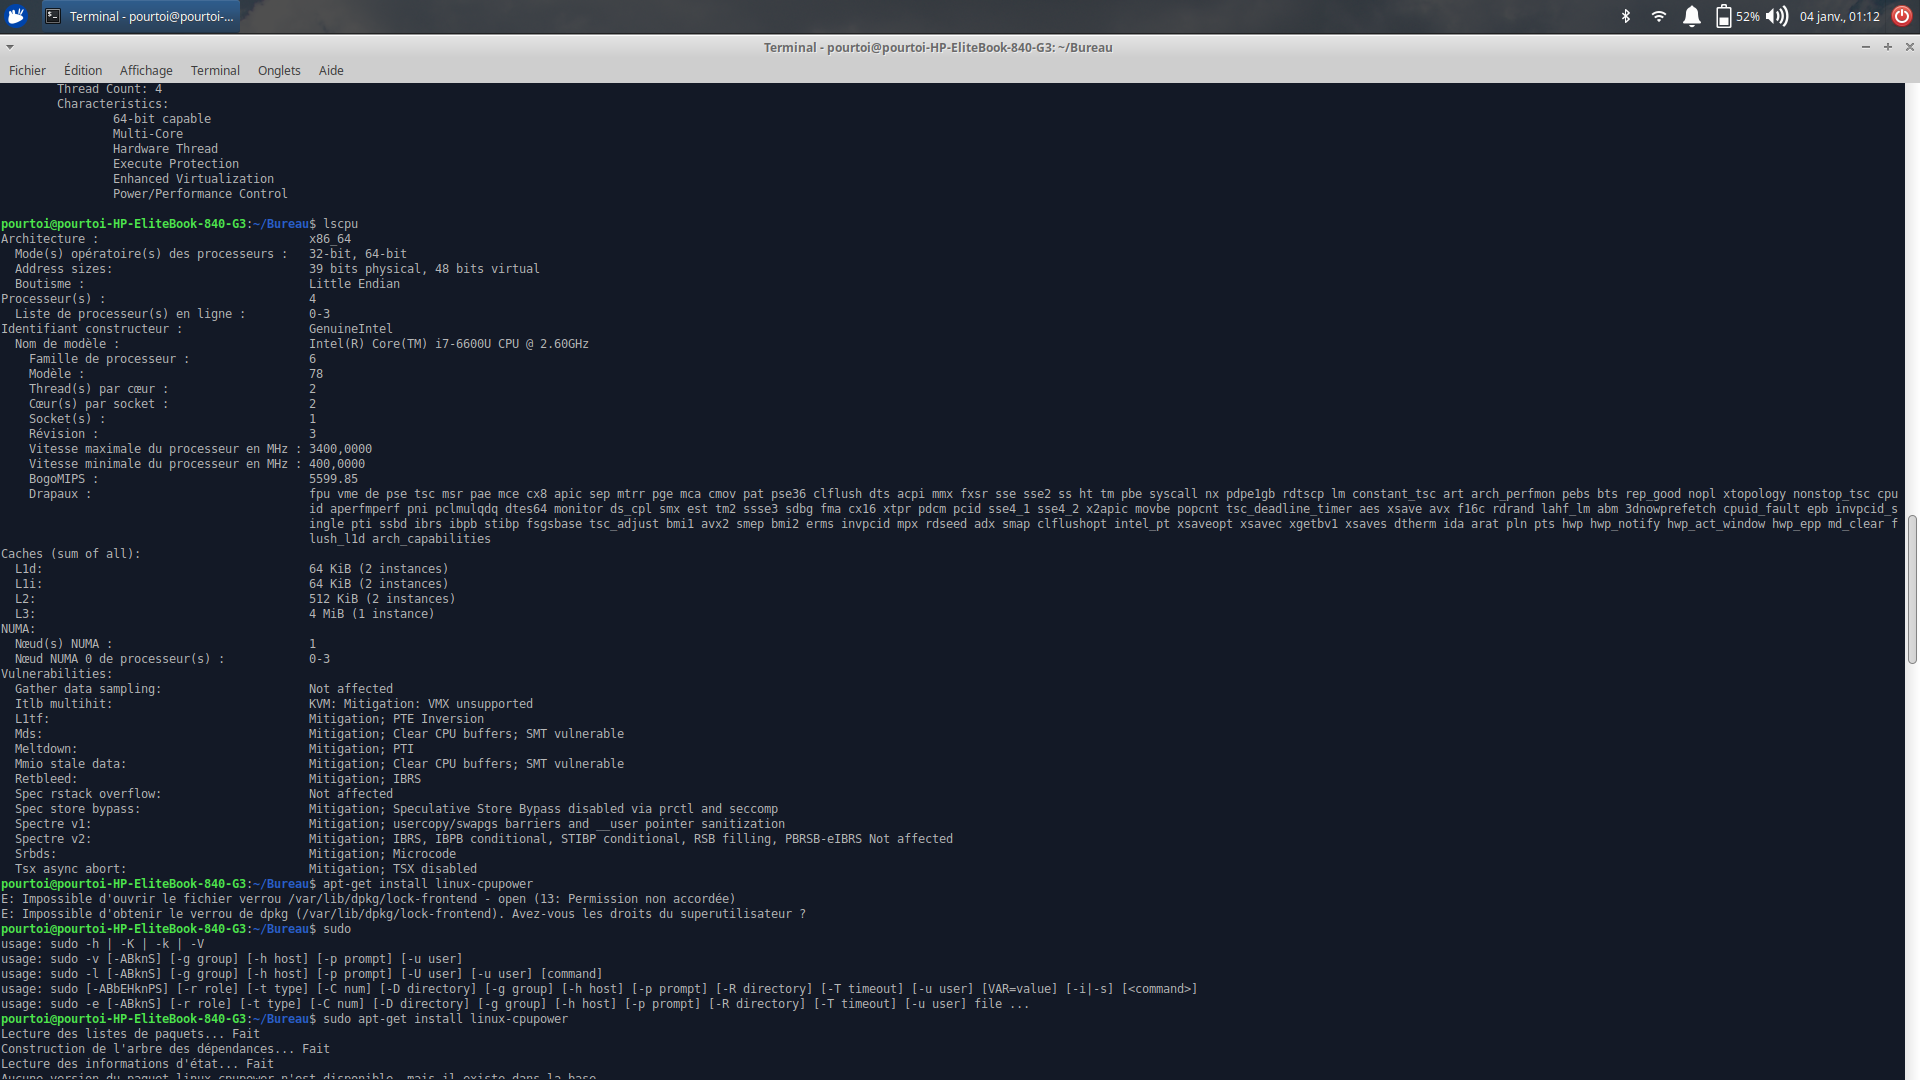 Terminal - pourtoi@pourtoi-...
52%
04 janv., 01:12
Terminal - pourtoi@pourtoi-HP-EliteBook-840-G3: ~/Bureau
Fichier Édition Affichage Terminal Onglets Aide
Thread Count: 4
Characteristics:
64-bit capable
Multi-Core
Hardware Thread
Execute Protection
Enhanced Virtualization
Power/Performance Control
pourtoi@pourtoi-HP-EliteBook-840-G3:~/Bureau$ lscpu
Architecture : x86_64
Mode(s) opératoire(s) des processeurs : 32-bit, 64-bit
Address sizes: 39 bits physical, 48 bits virtual
Boutisme : Little Endian
Processeur(s) : 4
Liste de processeur(s) en ligne : 0-3
Identifiant constructeur : GenuineIntel
Nom de modèle : Intel(R) Core(TM) i7-6600U CPU @ 2.60GHz
Famille de processeur : 6
Modèle : 78
Thread(s) par cœur : 2
Cœur(s) par socket : 2
Socket(s) : 1
Révision : 3
Vitesse maximale du processeur en MHz : 3400,0000
Vitesse minimale du processeur en MHz : 400,0000
BogoMIPS : 5599.85
Drapaux : fpu vme de pse tsc msr pae mce cx8 apic sep mtrr pge mca cmov pat pse36 clflush dts acpi mmx fxsr sse sse2 ss ht tm pbe syscall nx pdpe1gb rdtscp lm constant_tsc art arch_perfmon pebs bts rep_good nopl xtopology nonstop_tsc cpu
id aperfmperf pni pclmulqdq dtes64 monitor ds_cpl smx est tm2 ssse3 sdbg fma cx16 xtpr pdcm pcid sse4_1 sse4_2 x2apic movbe popcnt tsc_deadline_timer aes xsave avx f16c rdrand lahf_lm abm 3dnowprefetch cpuid_fault epb invpcid_s
ingle pti ssbd ibrs ibpb stibp fsgsbase tsc_adjust bmi1 avx2 smep bmi2 erms invpcid mpx rdseed adx smap clflushopt intel_pt xsaveopt xsavec xgetbv1 xsaves dtherm ida arat pln pts hwp hwp_notify hwp_act_window hwp_epp md_clear f
lush_l1d arch_capabilities
Caches (sum of all):
L1d: 64 KiB (2 instances)
L1i: 64 KiB (2 instances)
L2: 512 KiB (2 instances)
L3: 4 MiB (1 instance)
NUMA:
Nœud(s) NUMA : 1
Nœud NUMA 0 de processeur(s) : 0-3
Vulnerabilities:
Gather data sampling: Not affected
Itlb multihit: KVM: Mitigation: VMX unsupported
L1tf: Mitigation; PTE Inversion
Mds: Mitigation; Clear CPU buffers; SMT vulnerable
Meltdown: Mitigation; PTI
Mmio stale data: Mitigation; Clear CPU buffers; SMT vulnerable
Retbleed: Mitigation; IBRS
Spec rstack overflow: Not affected
Spec store bypass: Mitigation; Speculative Store Bypass disabled via prctl and seccomp
Spectre v1: Mitigation; usercopy/swapgs barriers and __user pointer sanitization
Spectre v2: Mitigation; IBRS, IBPB conditional, STIBP conditional, RSB filling, PBRSB-eIBRS Not affected
Srbds: Mitigation; Microcode
Tsx async abort: Mitigation; TSX disabled
pourtoi@pourtoi-HP-EliteBook-840-G3:~/Bureau$ apt-get install linux-cpupower
E: Impossible d'ouvrir le fichier verrou /var/lib/dpkg/lock-frontend - open (13: Permission non accordée)
E: Impossible d'obtenir le verrou de dpkg (/var/lib/dpkg/lock-frontend). Avez-vous les droits du superutilisateur ?
pourtoi@pourtoi-HP-EliteBook-840-G3:~/Bureau$ sudo
usage: sudo -h | -K | -k | -V
usage: sudo -v [-ABknS] [-g group] [-h host] [-p prompt] [-u user]
usage: sudo -l [-ABknS] [-g group] [-h host] [-p prompt] [-U user] [-u user] [command]
usage: sudo [-ABbEHknPS] [-r role] [-t type] [-C num] [-D directory] [-g group] [-h host] [-p prompt] [-R directory] [-T timeout] [-u user] [VAR=value] [-i|-s] [<command>]
usage: sudo -e [-ABknS] [-r role] [-t type] [-C num] [-D directory] [-g group] [-h host] [-p prompt] [-R directory] [-T timeout] [-u user] file ...
pourtoi@pourtoi-HP-EliteBook-840-G3:~/Bureau$ sudo apt-get install linux-cpupower
Lecture des listes de paquets... Fait
Construction de l'arbre des dépendances... Fait
Lecture des informations d'état... Fait
Aucune version du paquet linux-cpupower n'est disponible, mais il existe dans la base